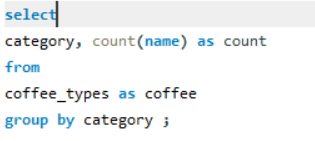 select
category, count(name) as count
from
coffee_types as coffee
group by category ;